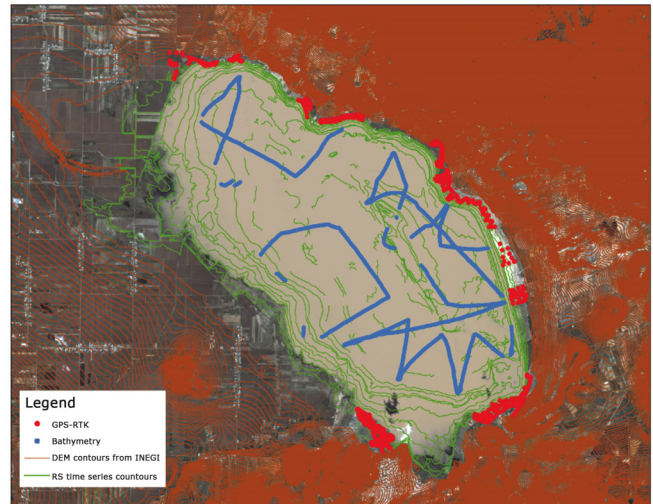 Legend
GPS-RTK
Bathymetry
DEM contours from INEGI
RS time series countours